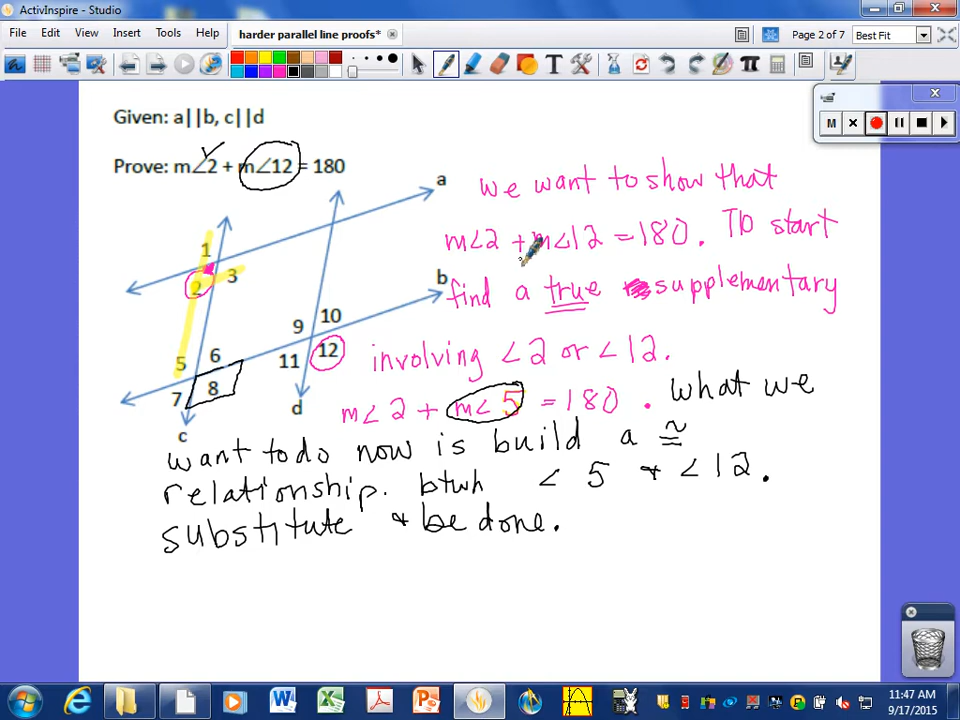 ActivInspire - Studio
File Edit View Insert Tools Help
harder parallel line proofs*
Page 2 of 7
Best Fit
Given: a||b, c||d
Prove: m∠2 + m∠12 = 180
we want to show that
m∠2 + m∠12 = 180. To start
find a true supplementary
involving ∠2 or ∠12.
m∠2 + m∠5 = 180. what we
want to do now is build a ≅
relationship. btwn ∠5 + ∠12.
substitute + be done.
a
1
2
3
b
10
9
5
6
11
12
7
8
d
c
M
11:47 AM
9/17/2015